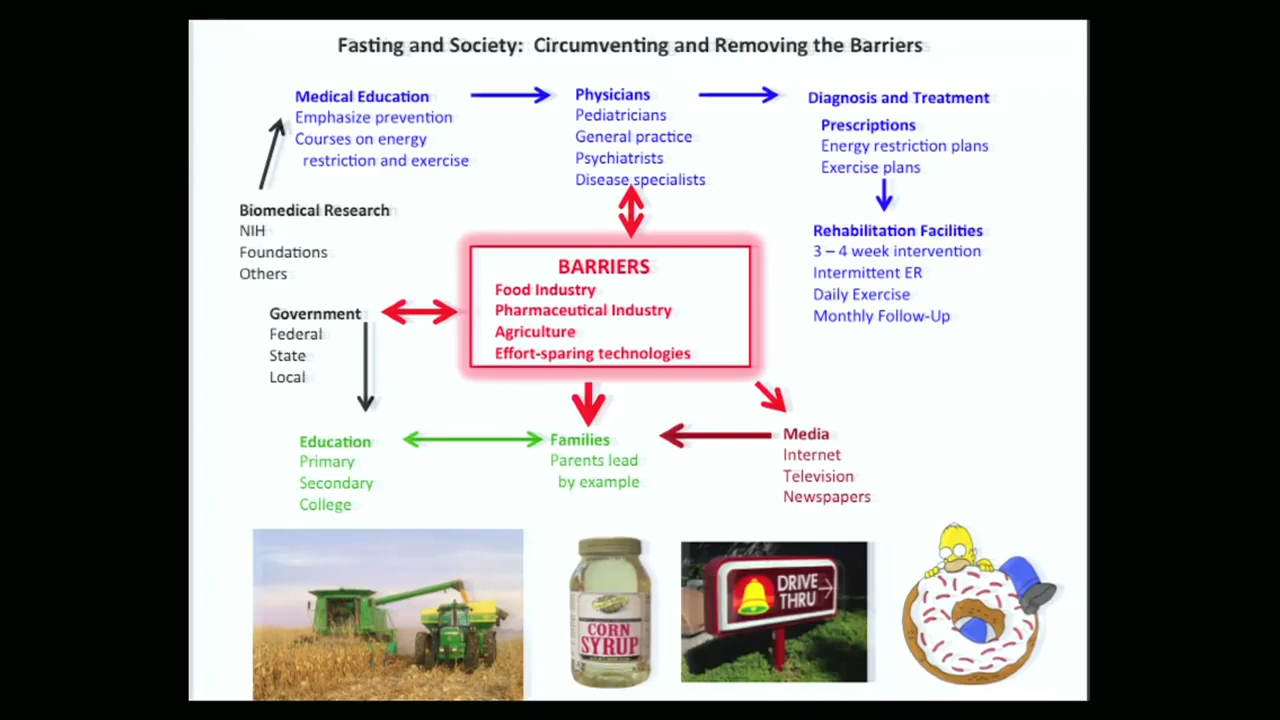 Fasting and Society: Circumventing and Removing the Barriers
Medical Education
Emphasize prevention
Courses on energy
restriction and exercise
Physicians
Pediatricians
General practice
Psychiatrists
Disease specialists
Diagnosis and Treatment
Prescriptions
Energy restriction plans
Exercise plans
Biomedical Research
NIH
Foundations
Others
Rehabilitation Facilities
3 – 4 week intervention
Intermittent ER
Daily Exercise
Monthly Follow-Up
BARRIERS
Food Industry
Pharmaceutical Industry
Agriculture
Effort-sparing technologies
Government
Federal
State
Local
Education
Primary
Secondary
College
Families
Parents lead
by example
Media
Internet
Television
Newspapers
CORN
SYRUP
DRIVE
THRU